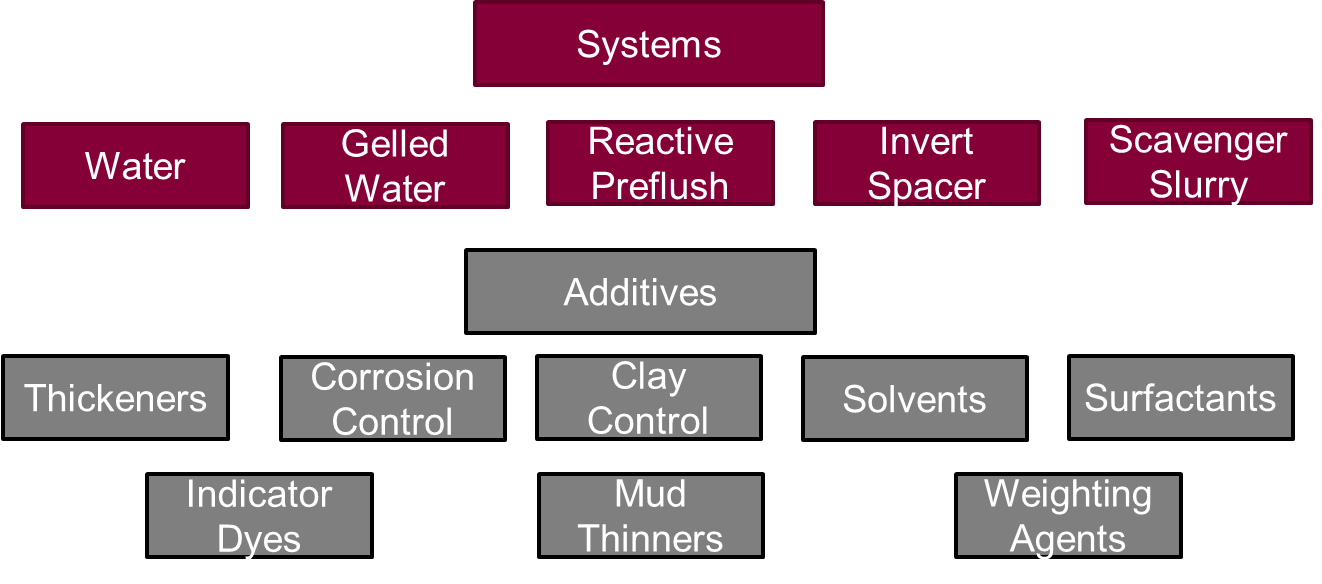 Systems
Water
Gelled
Water
Reactive
Preflush
Invert
Spacer
Scavenger
Slurry
Additives
Thickeners
Corrosion
Control
Clay
Control
Solvents
Surfactants
Indicator
Dyes
Mud
Thinners
Weighting
Agents